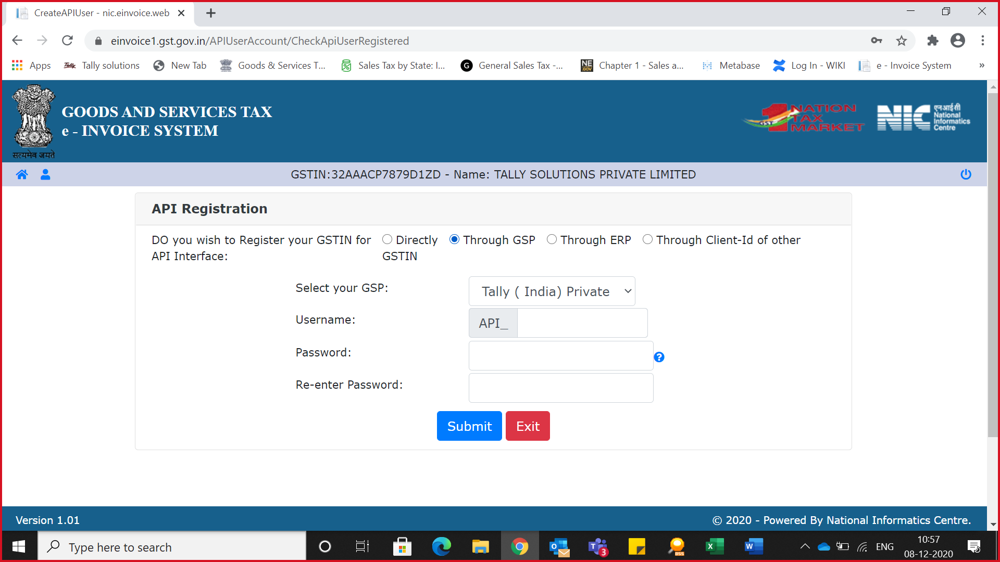 CreateAPIUser - nic.einvoice.web
einvoice1.gst.gov.in/APIUserAccount/CheckApiUserRegistered
Apps Tally Tally solutions New Tab Goods & Services T... Sales Tax by State: I... G General Sales Tax -... NE GOV Chapter 1 - Sales a... Metabase Log In - WIKI e - Invoice System »
GOODS AND SERVICES TAX
e - INVOICE SYSTEM
सत्यमेव जयते
GST 1 NATION
TAX
MARKET
NIC एनआईसी
National
Informatics
Centre
GSTIN:32AAACP7879D1ZD - Name: TALLY SOLUTIONS PRIVATE LIMITED
API Registration
DO you wish to Register your GSTIN for API Interface:
Directly Through GSP Through ERP Through Client-Id of other GSTIN
Select your GSP: Tally ( India) Private
Username: API_
Password: ?
Re-enter Password:
Submit Exit
Version 1.01 © 2020 - Powered By National Informatics Centre.
Type here to search
3
ENG
10:57
08-12-2020